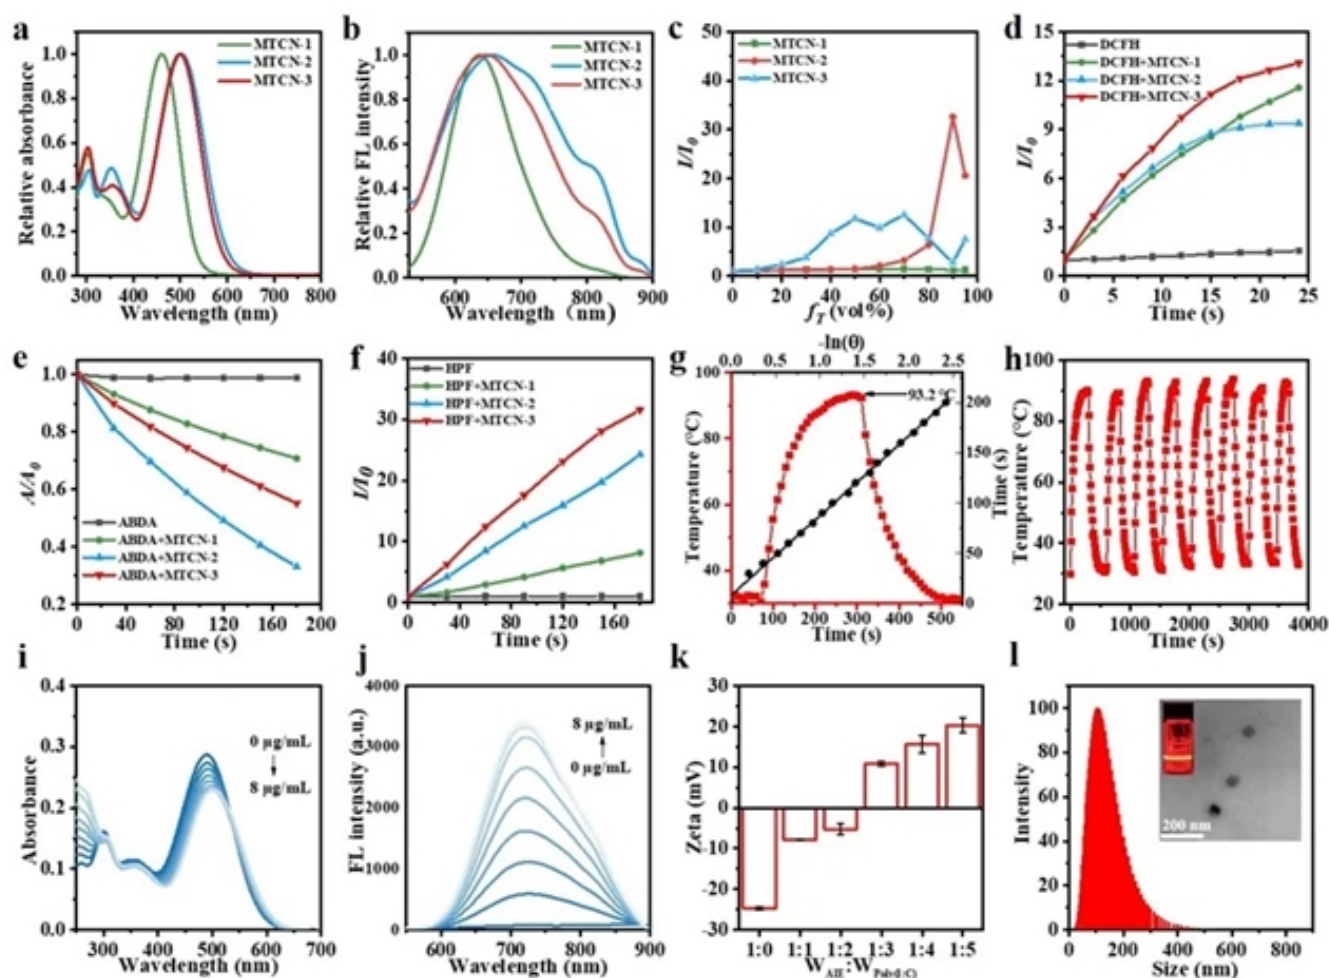 a
MTCN-1
MTCN-2
MTCN-3
Relative absorbance
1.0
0.8
0.6
0.4
0.2
0.0
300 400 500 600 700 800
Wavelength (nm)
b
MTCN-1
MTCN-2
MTCN-3
Relative FL intensity
1.0
0.8
0.6
0.4
0.2
0.0
600 700 800 900
Wavelength (nm)
c
MTCN-1
MTCN-2
MTCN-3
I/I0
50
40
30
20
10
0
0 20 40 60 80 100
fT (vol%)
d
DCFH
DCFH+MTCN-1
DCFH+MTCN-2
DCFH+MTCN-3
I/I0
15
12
9
6
3
0
0 5 10 15 20 25
Time (s)
e
ABDA
ABDA+MTCN-1
ABDA+MTCN-2
ABDA+MTCN-3
A/A0
1.0
0.8
0.6
0.4
0.2
0 40 80 120 160 200
Time (s)
f
HPF
HPF+MTCN-1
HPF+MTCN-2
HPF+MTCN-3
I/I0
40
30
20
10
0
0 40 80 120 160
Time (s)
g
-ln(θ)
0.0 0.5 1.0 1.5 2.0 2.5
93.2 °C
Temperature (°C)
100
80
60
40
Time (s)
200
150
100
50
0
0 100 200 300 400 500
Time (s)
h
Temperature (°C)
100
80
60
40
20
0 1000 2000 3000 4000
Time (s)
i
0 µg/mL
8 µg/mL
Absorbance
0.4
0.3
0.2
0.1
0.0
300 400 500 600 700
Wavelength (nm)
j
8 µg/mL
0 µg/mL
FL intensity (a.u.)
4000
3000
2000
1000
0
600 700 800 900
Wavelength (nm)
k
Zeta (mV)
30
20
10
0
-10
-20
-30
1:0 1:1 1:2 1:3 1:4 1:5
WAIE:WPoly(I:C)
l
200 nm
Intensity
100
80
60
40
20
0
0 200 400 600 800
Size (nm)